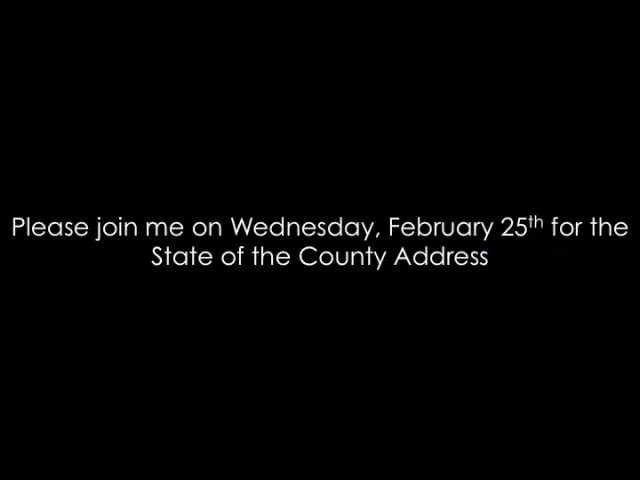 Please join me on Wednesday, February 25th for the
State of the County Address